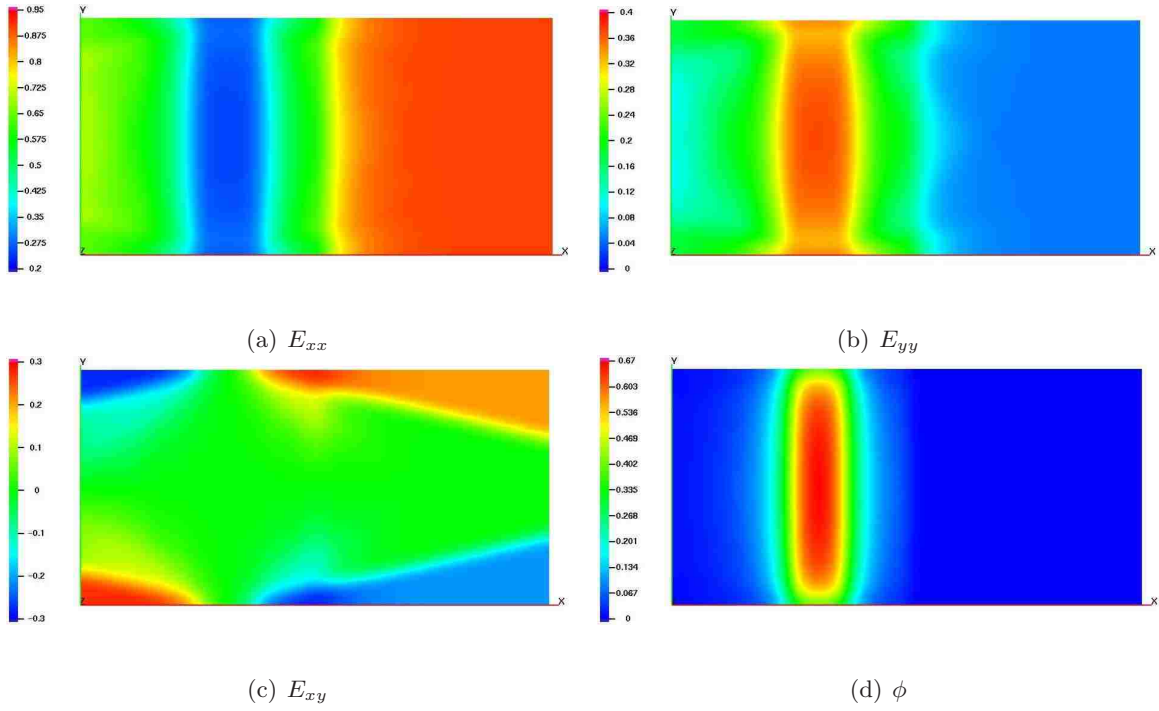 0.95
0.875
0.8
0.725
0.65
0.575
0.5
0.425
0.35
0.275
0.2
Y
Z
X
(a) E_{xx}
0.4
0.36
0.32
0.28
0.24
0.2
0.16
0.12
0.08
0.04
0
Y
Z
X
(b) E_{yy}
0.3
0.2
0.1
0
-0.1
-0.2
-0.3
Y
Z
X
(c) E_{xy}
0.67
0.603
0.536
0.469
0.402
0.335
0.268
0.201
0.134
0.067
0
Y
Z
X
(d) ϕ